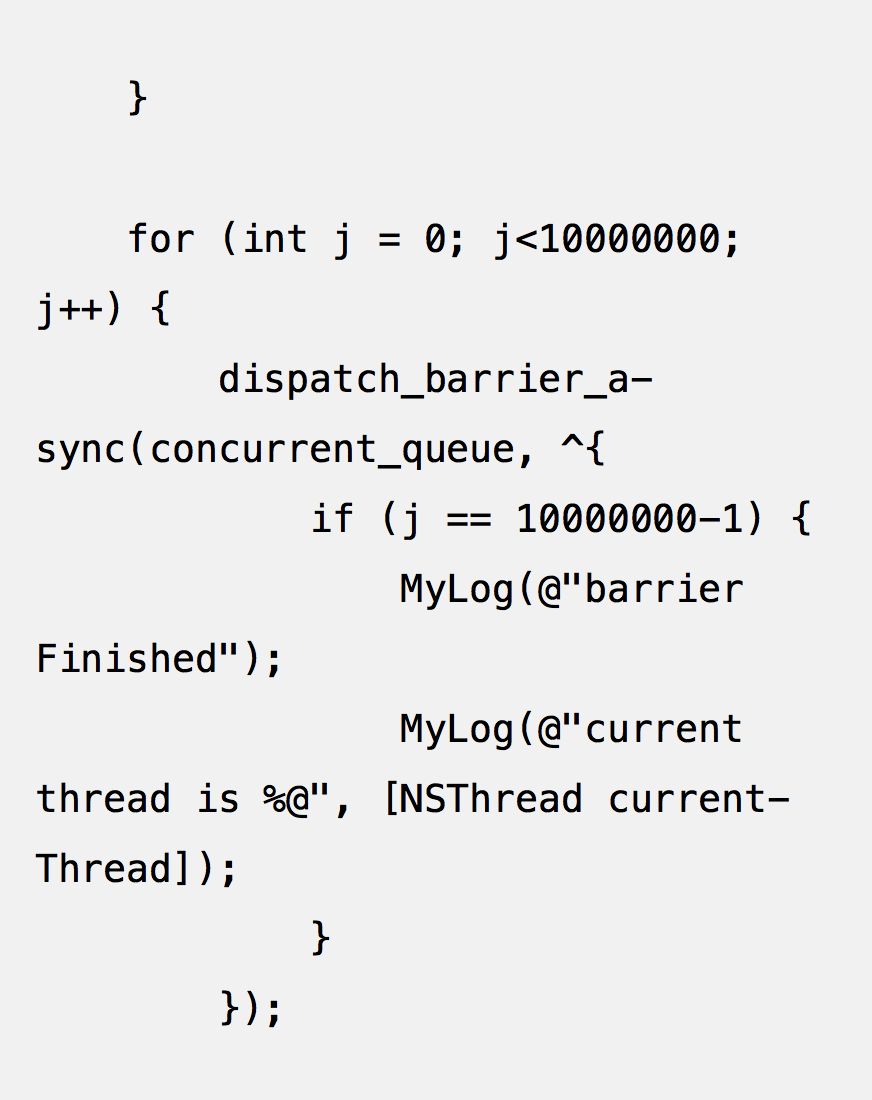 }

    for (int j = 0; j<10000000;
j++) {
        dispatch_barrier_a-
sync(concurrent_queue, ^{
            if (j == 10000000-1) {
                MyLog(@"barrier
Finished");
                MyLog(@"current
thread is %@", [NSThread current-
Thread]);
            }
        });